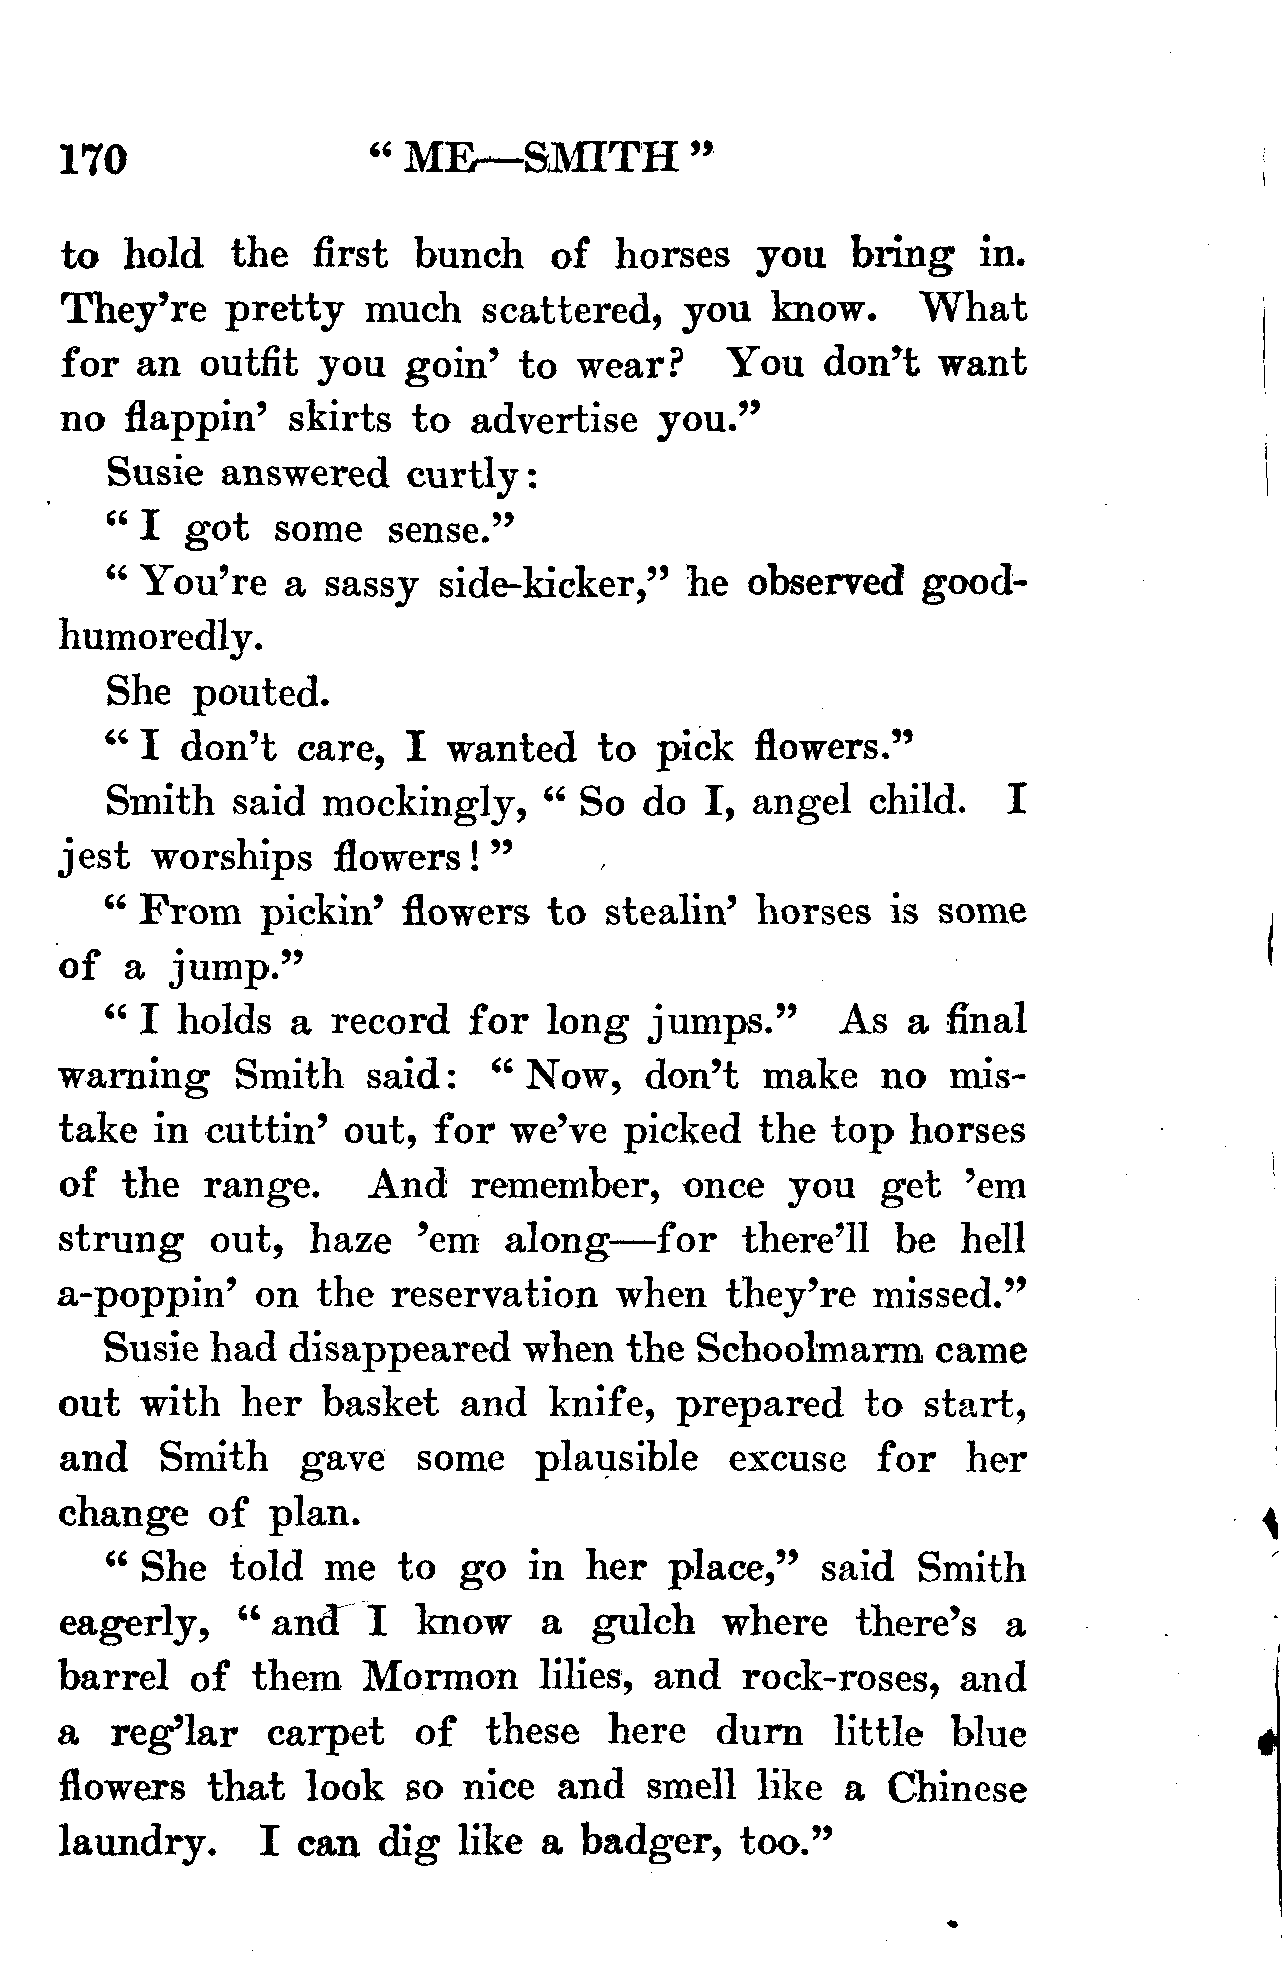 170 “ ME—SMITH ”
to hold the first bunch of horses you bring in.
They’re pretty much scattered, you know. What
for an outfit you goin’ to wear? You don’t want
no flappin’ skirts to advertise you.”
Susie answered curtly:
“ I got some sense.”
“ You’re a sassy side-kicker,” he observed good-
humoredly.
She pouted.
“ I don’t care, I wanted to pick flowers.”
Smith said mockingly, “ So do I, angel child. I
jest worships flowers! ”
“ From pickin’ flowers to stealin’ horses is some
of a jump.”
“ I holds a record for long jumps.” As a final
warning Smith said: “ Now, don’t make no mis-
take in cuttin’ out, for we’ve picked the top horses
of the range. And remember, once you get ’em
strung out, haze ’em along—for there’ll be hell
a-poppin’ on the reservation when they’re missed.”
Susie had disappeared when the Schoolmarm came
out with her basket and knife, prepared to start,
and Smith gave some plausible excuse for her
change of plan.
“ She told me to go in her place,” said Smith
eagerly, “ and I know a gulch where there’s a
barrel of them Mormon lilies, and rock-roses, and
a reg’lar carpet of these here durn little blue
flowers that look so nice and smell like a Chinese
laundry. I can dig like a badger, too.”